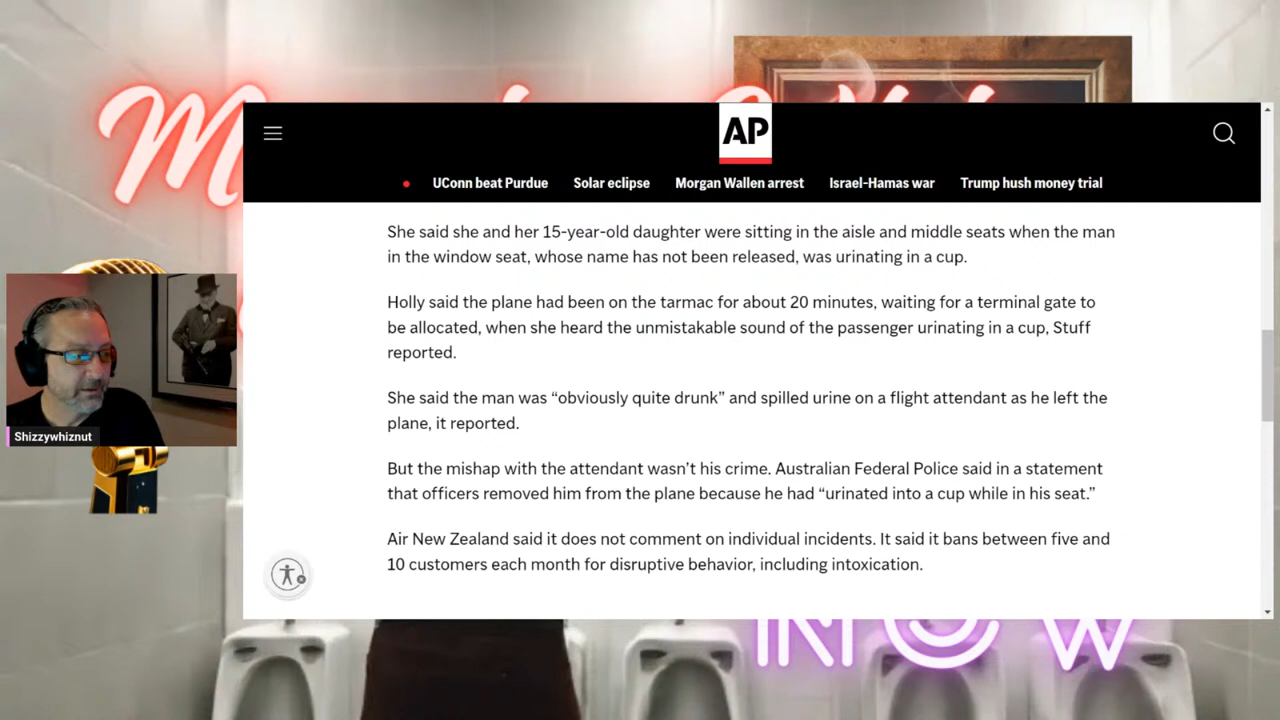 AP
UConn beat Purdue
Solar eclipse
Morgan Wallen arrest
Israel-Hamas war
Trump hush money trial
She said she and her 15-year-old daughter were sitting in the aisle and middle seats when the man
in the window seat, whose name has not been released, was urinating in a cup.
Holly said the plane had been on the tarmac for about 20 minutes, waiting for a terminal gate to
be allocated, when she heard the unmistakable sound of the passenger urinating in a cup, Stuff
reported.
She said the man was “obviously quite drunk” and spilled urine on a flight attendant as he left the
plane, it reported.
But the mishap with the attendant wasn’t his crime. Australian Federal Police said in a statement
that officers removed him from the plane because he had “urinated into a cup while in his seat.”
Air New Zealand said it does not comment on individual incidents. It said it bans between five and
10 customers each month for disruptive behavior, including intoxication.
Shizzywhiznut
NOW